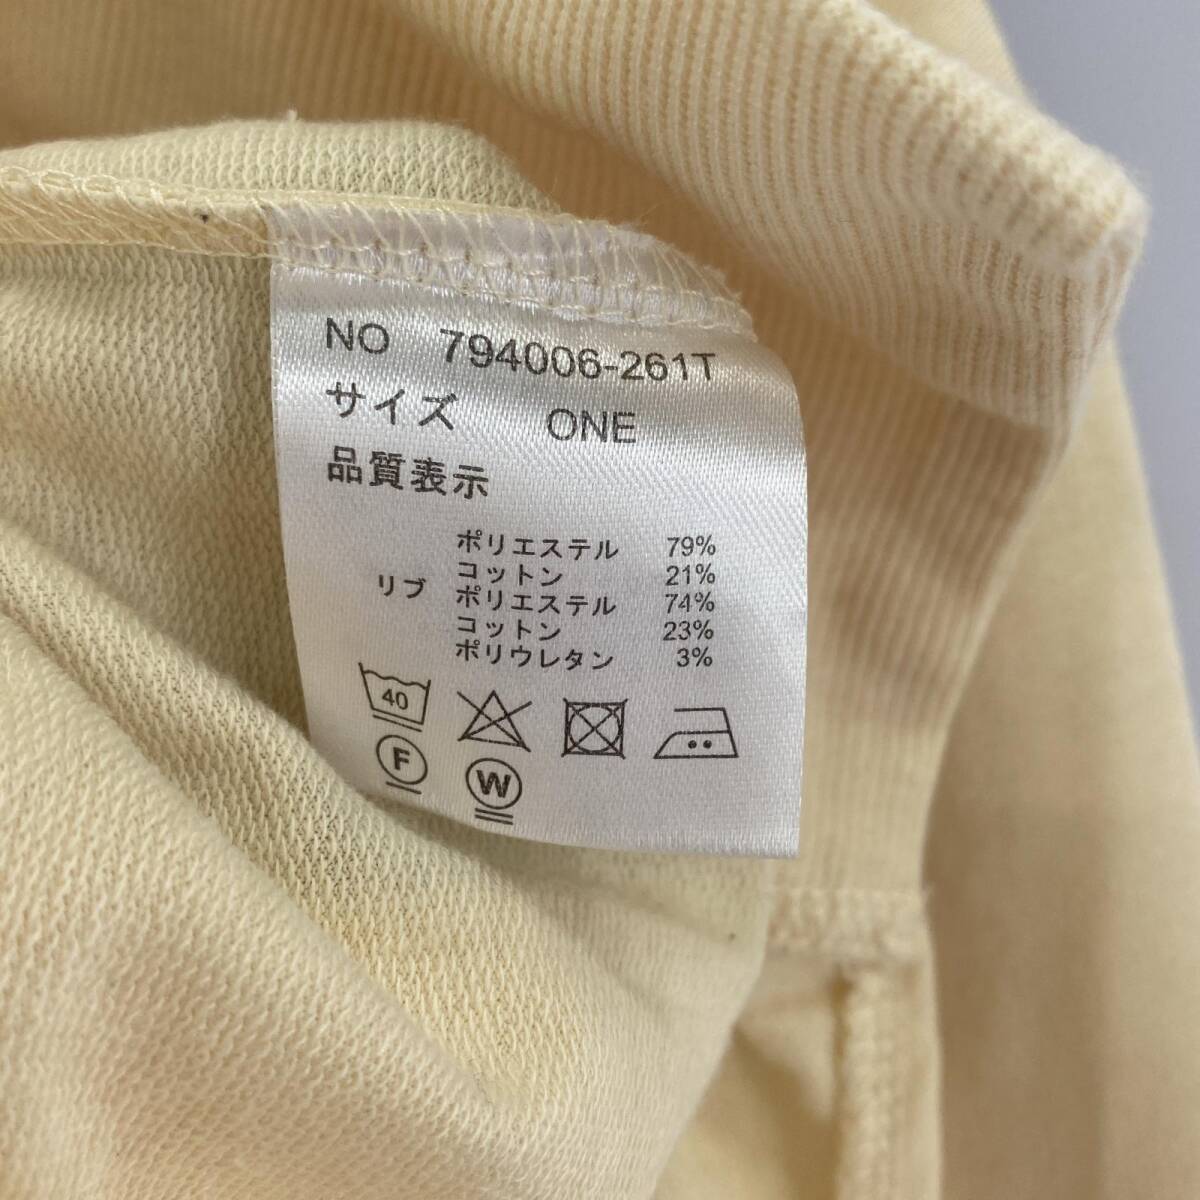 NO 794006-261T
サイズ ONE
品質表示
ポリエステル 79%
コットン 21%
リブ ポリエステル 74%
コットン 23%
ポリウレタン 3%
40
F W